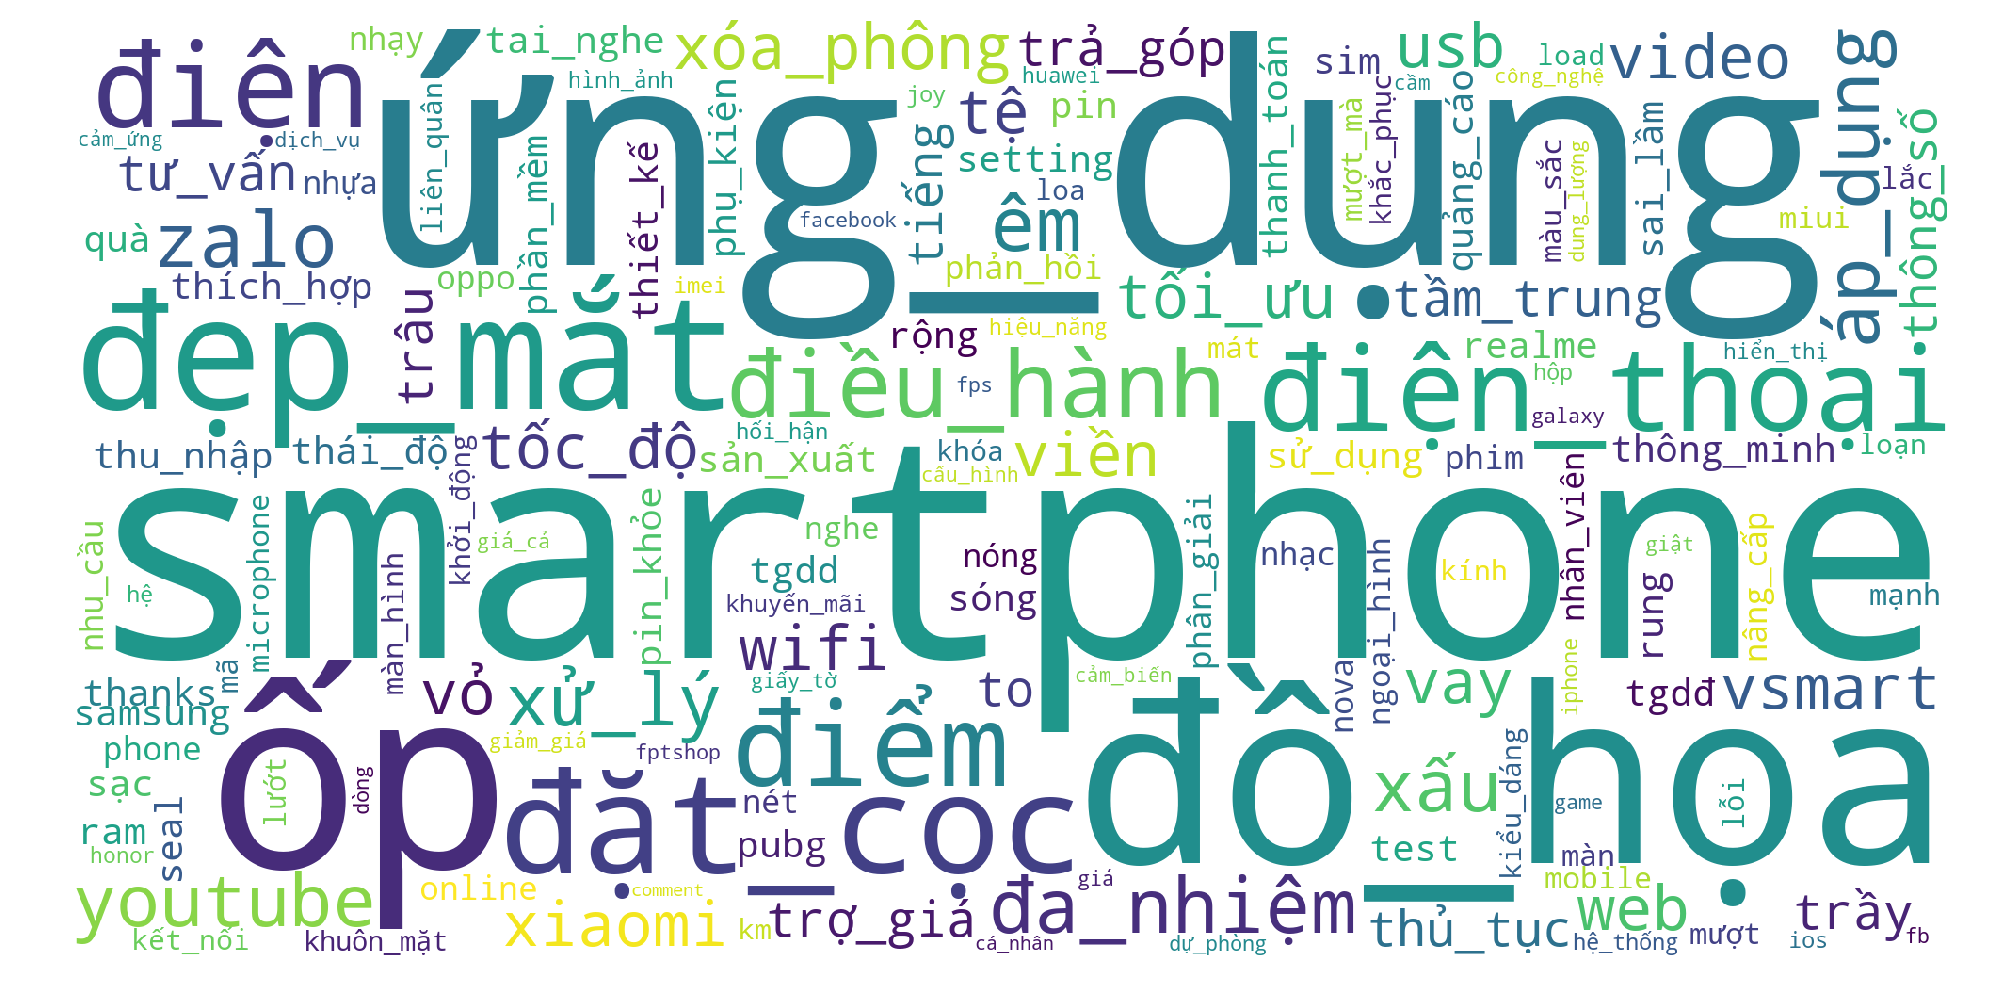 điện
nhạy
tai_nghe
xóa_phông
trả_góp
sim
usb
load
video
hình_ảnh
huawei
cầm
công_nghệ
ứng_dụng
joy
tệ
pin
cảm_ứng
dịch_vụ
liên_quân
phần_mềm
thiết_kế
phụ_kiện
tiếng
thanh_toán
mượt_mà
khắc_phục
quảng_cáo
màu_sắc
dung_lượng
sai_lầm
áp_dụng
thông_số
tư_vấn
nhựa
setting
loa
lắc
facebook
êm
miui
quà
zalo
thích_hợp
oppo
imei
phản_hồi
tối_ưu
tầm_trung
đẹp_mắt
trâu
rộng
hiệu_năng
mát
realme
hiển_thị
điều_hành
fps
điện_thoại
hộp
galaxy
thu_nhập
thái_độ
tốc_độ
hối_hận
sản_xuất
khóa
viền
cấu_hình
sử_dụng
phim
thông_minh
loạn
khởi_động
nhân_viên
smartphone
nhu_cầu
hệ
microphone
màn_hình
giá_cá
pin_khỏe
nghe
tgdd
nóng
sóng
khuyến_mãi
phân_giải
nhạc
ngoại_hình
kính
giật
rung
nâng_cấp
mạnh
wifi
mã
thanks
samsung
vỏ
xử_lý
giấy_tờ
to
cảm_biến
nova
vay
iphone
tgdđ
vsmart
phone
giảm_giá
fptshop
điểm
ốp
đồ_họa
sạc
lướt
dòng
seal
đặt_cọc
nét
xấu
kiểu_dáng
game
lỗi
ram
honor
pubg
test
màn
mobile
youtube
online
comment
giá
xiaomi
km
trợ_giá
đa_nhiệm
thủ_tục
web
trầy
kết_nối
khuôn_mặt
cá_nhân
dự_phòng
hệ_thống
mượt
ios
fb